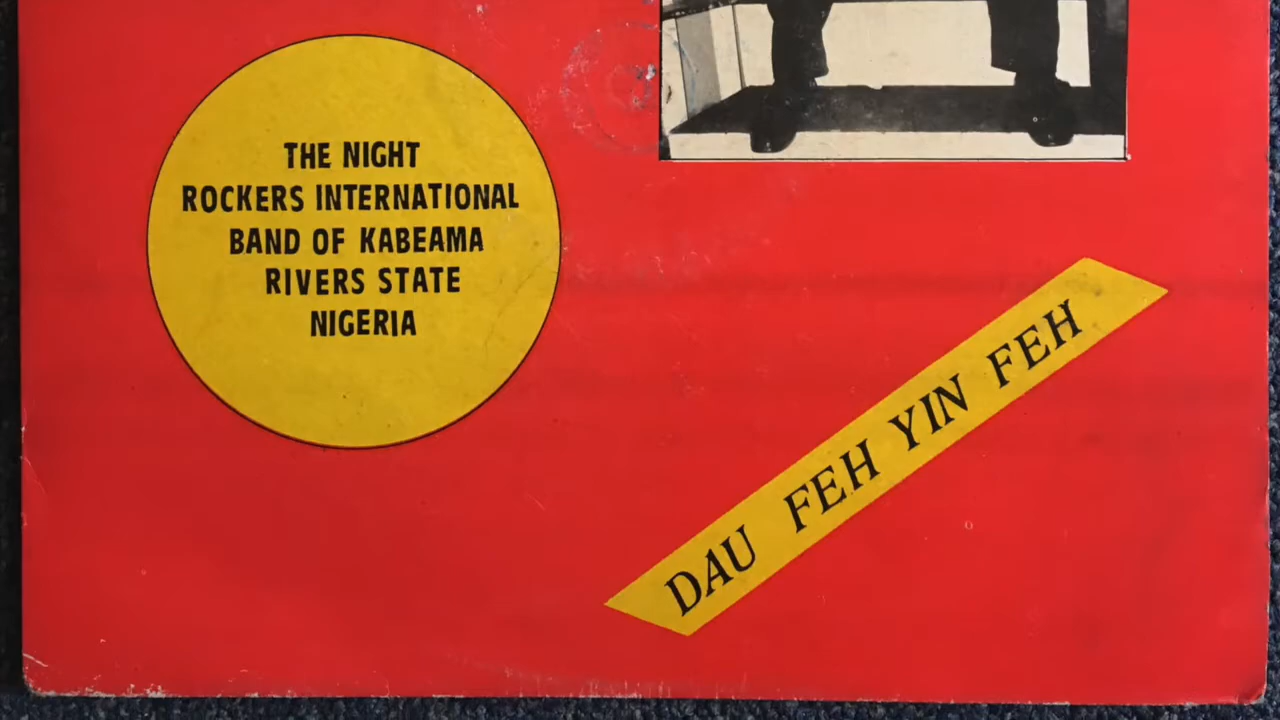 THE NIGHT
ROCKERS INTERNATIONAL
BAND OF KABEAMA
RIVERS STATE
NIGERIA
DAU FEH YIN FEH